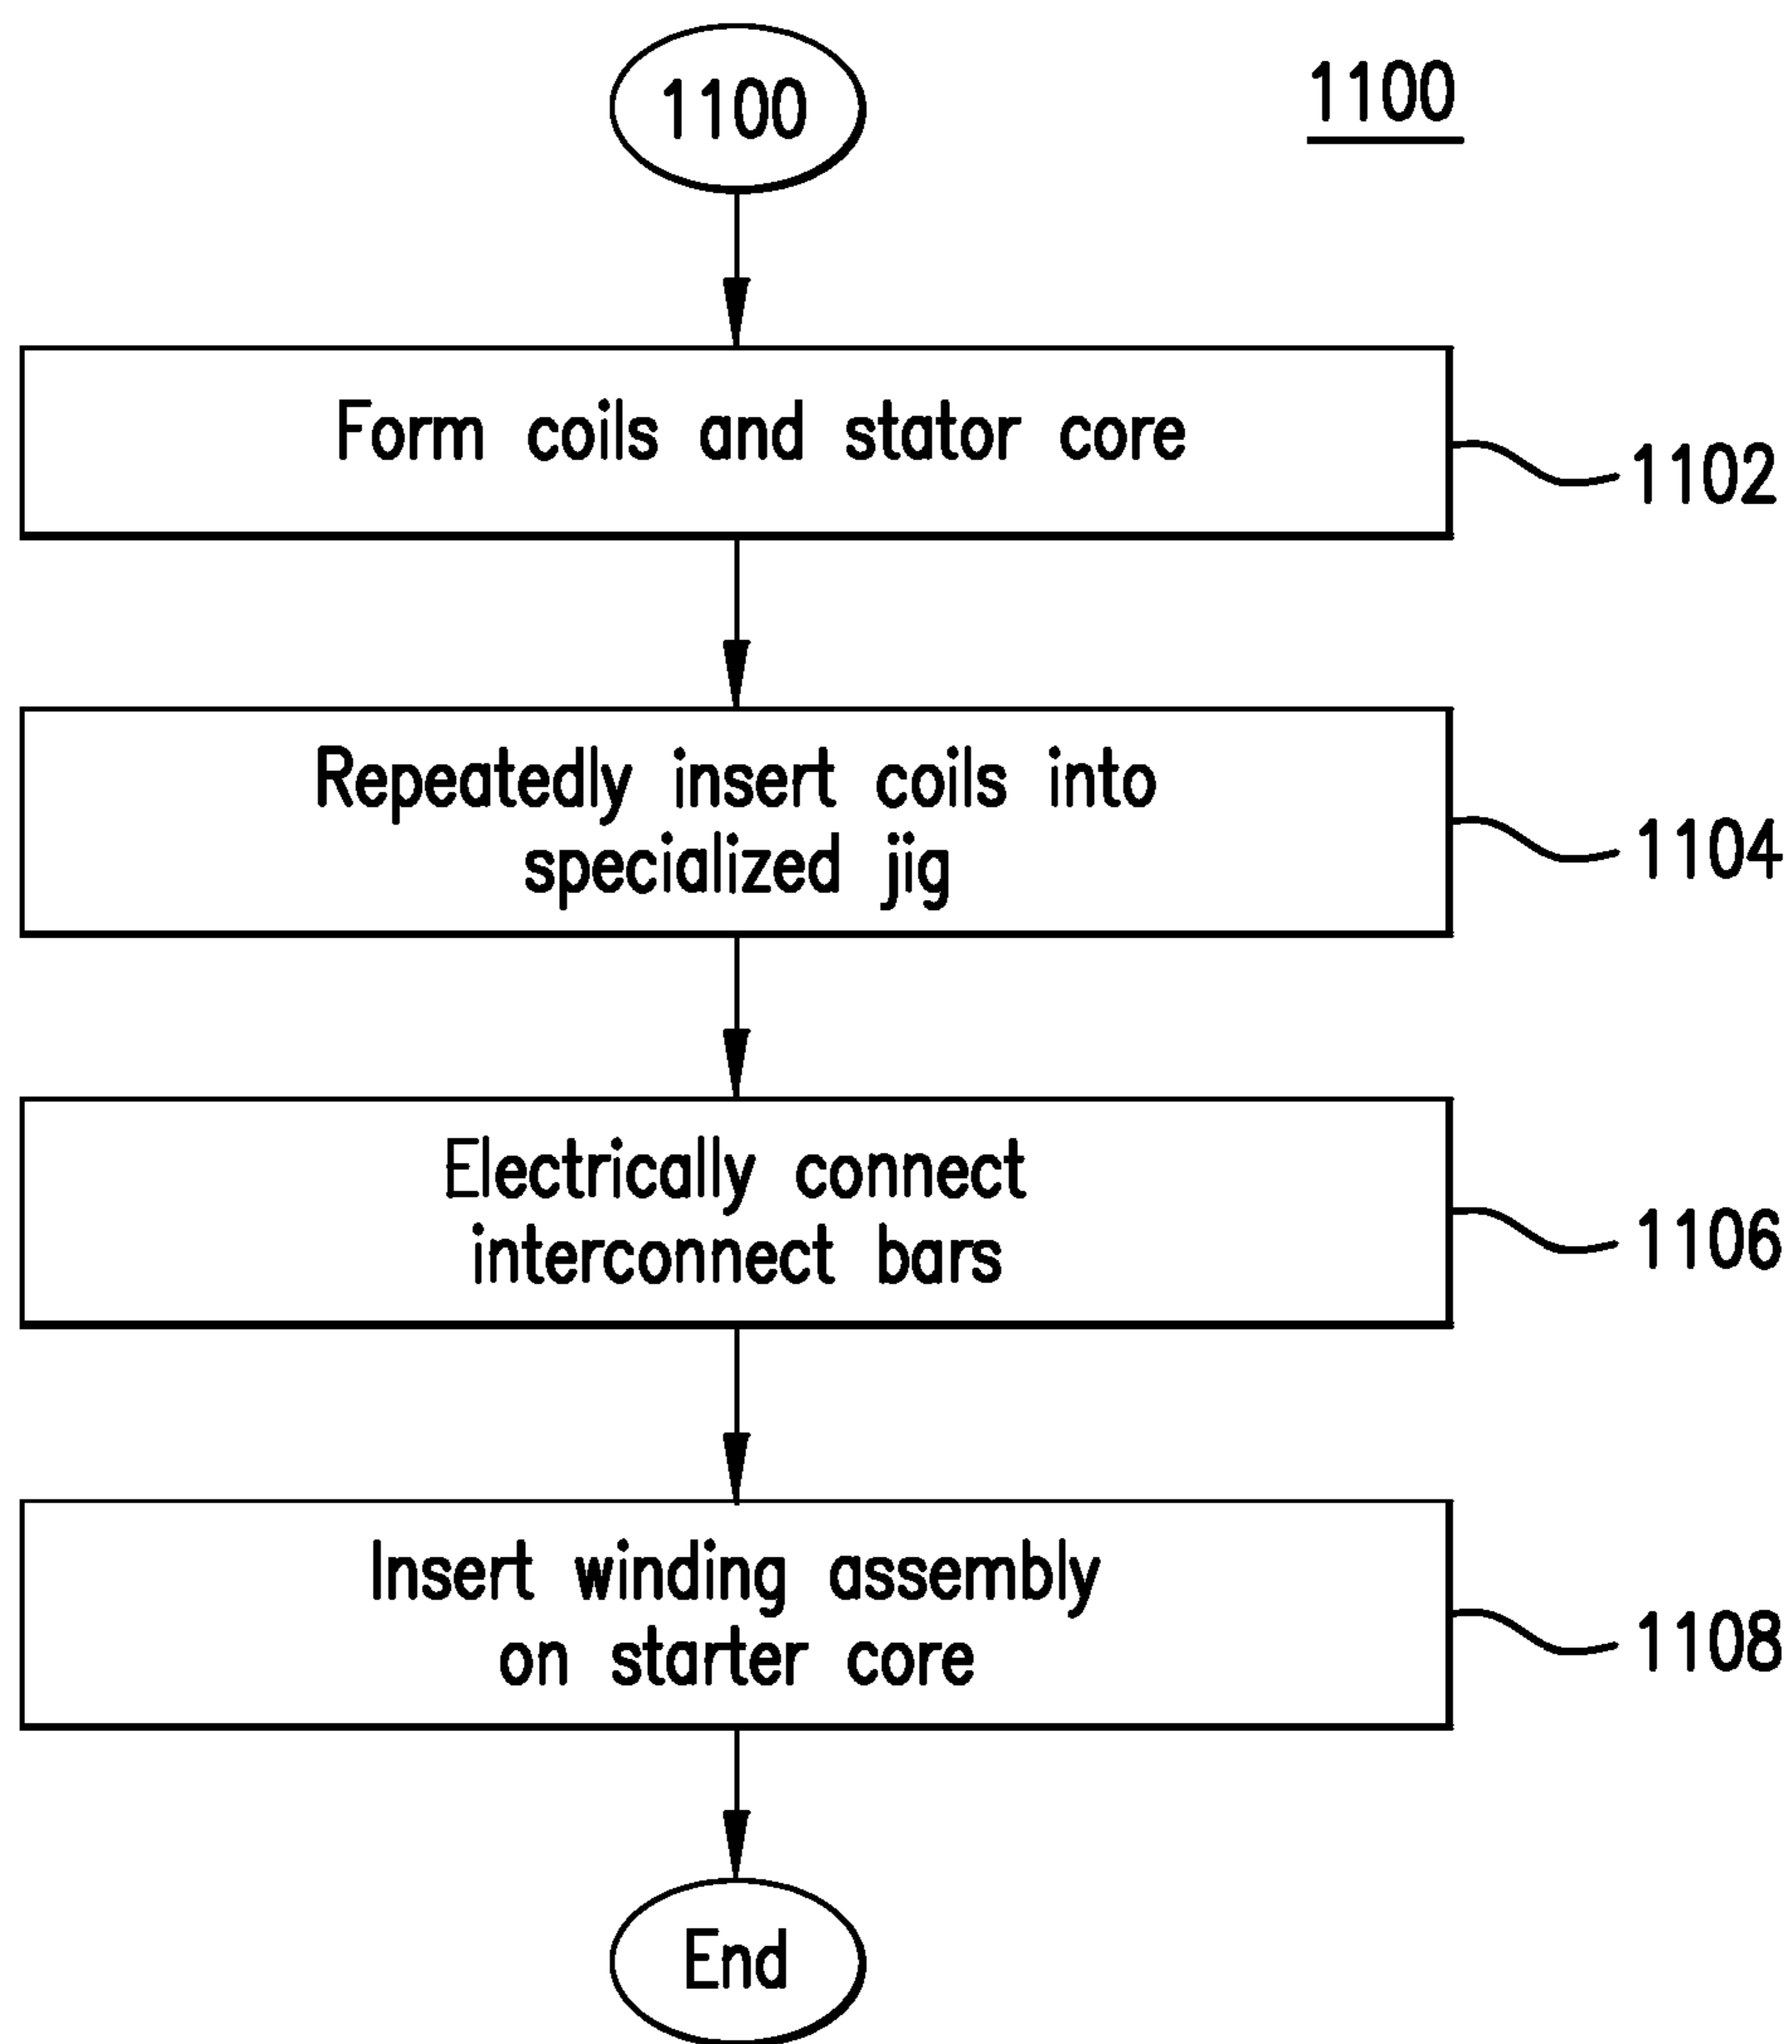 1100
1100
Form coils and stator core
1102
Repeatedly insert coils into
specialized jig
1104
Electrically connect
interconnect bars
1106
Insert winding assembly
on starter core
1108
End